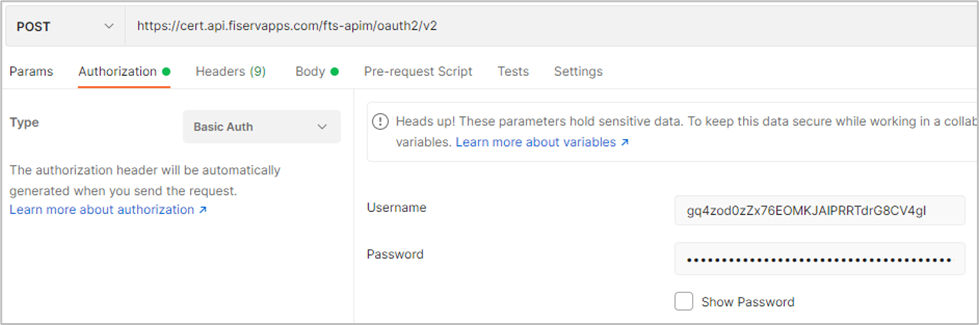 POST https://cert.api.fiservapps.com/fts-apim/oauth2/v2
Params Authorization Headers (9) Body Pre-request Script Tests Settings
Type Basic Auth
The authorization header will be automatically
generated when you send the request.
Learn more about authorization ↗
Heads up! These parameters hold sensitive data. To keep this data secure while working in a collab
variables. Learn more about variables ↗
Username gq4zod0zZx76EOMKJAIPRRTdrG8CV4gI
Password ••••••••••••••••••••••••••••••••••••••
Show Password